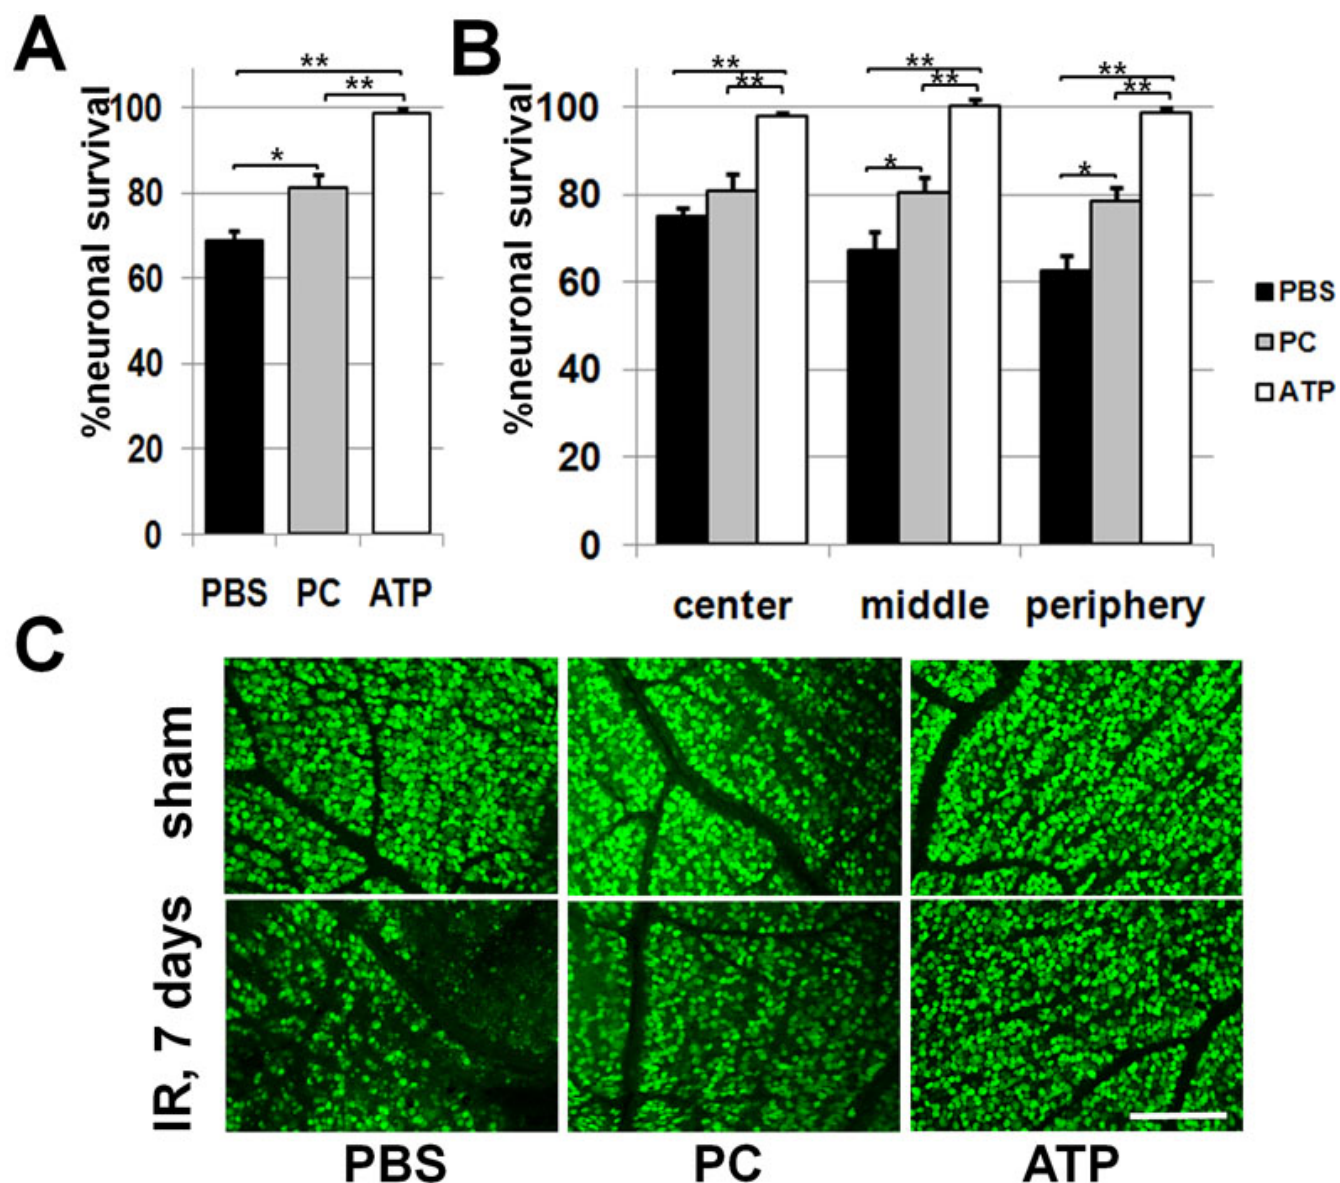 A
%neuronal survival
**
**
*
100
80
60
40
20
0
PBS PC ATP
B
%neuronal survival
**
**
**
**
**
**
*
*
100
80
60
40
20
0
center middle periphery
PBS
PC
ATP
C
sham
IR, 7 days
PBS PC ATP